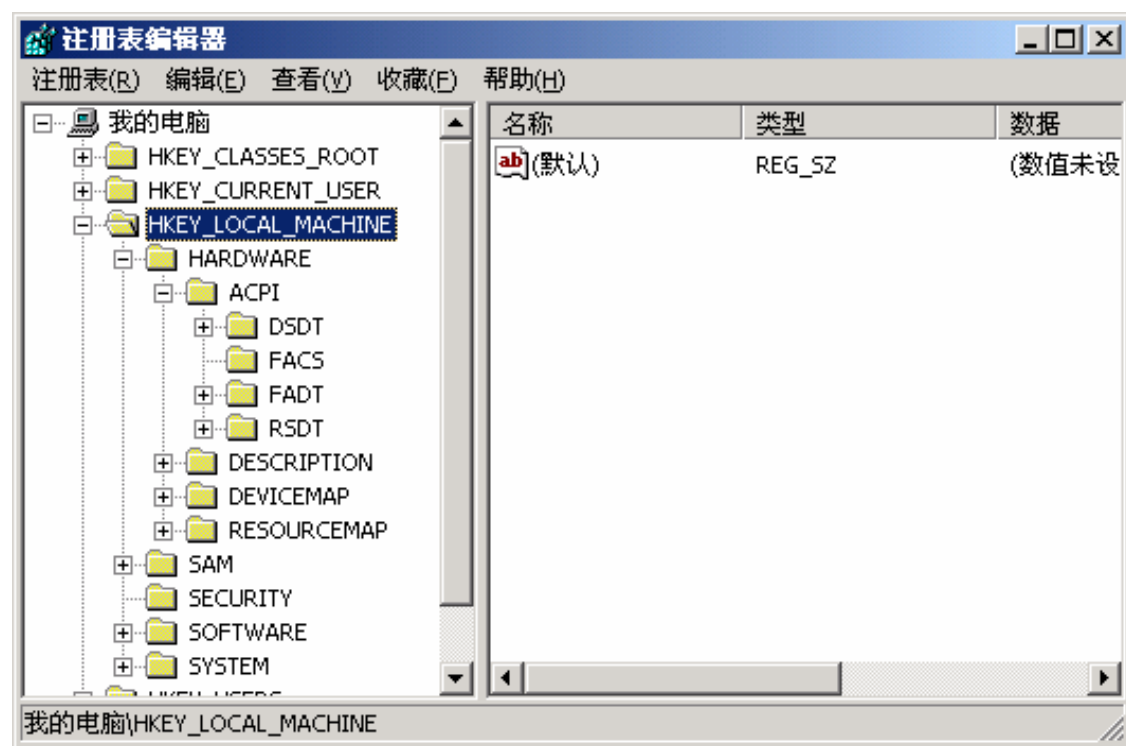 注册表编辑器
注册表(R) 编辑(E) 查看(V) 收藏(F) 帮助(H)
我的电脑
HKEY_CLASSES_ROOT
HKEY_CURRENT_USER
HKEY_LOCAL_MACHINE
HARDWARE
ACPI
DSDT
FACS
FADT
RSDT
DESCRIPTION
DEVICEMAP
RESOURCEMAP
SAM
SECURITY
SOFTWARE
SYSTEM
HKEY_USERS
名称 类型 数据
ab (默认) REG_SZ (数值未设
我的电脑\HKEY_LOCAL_MACHINE